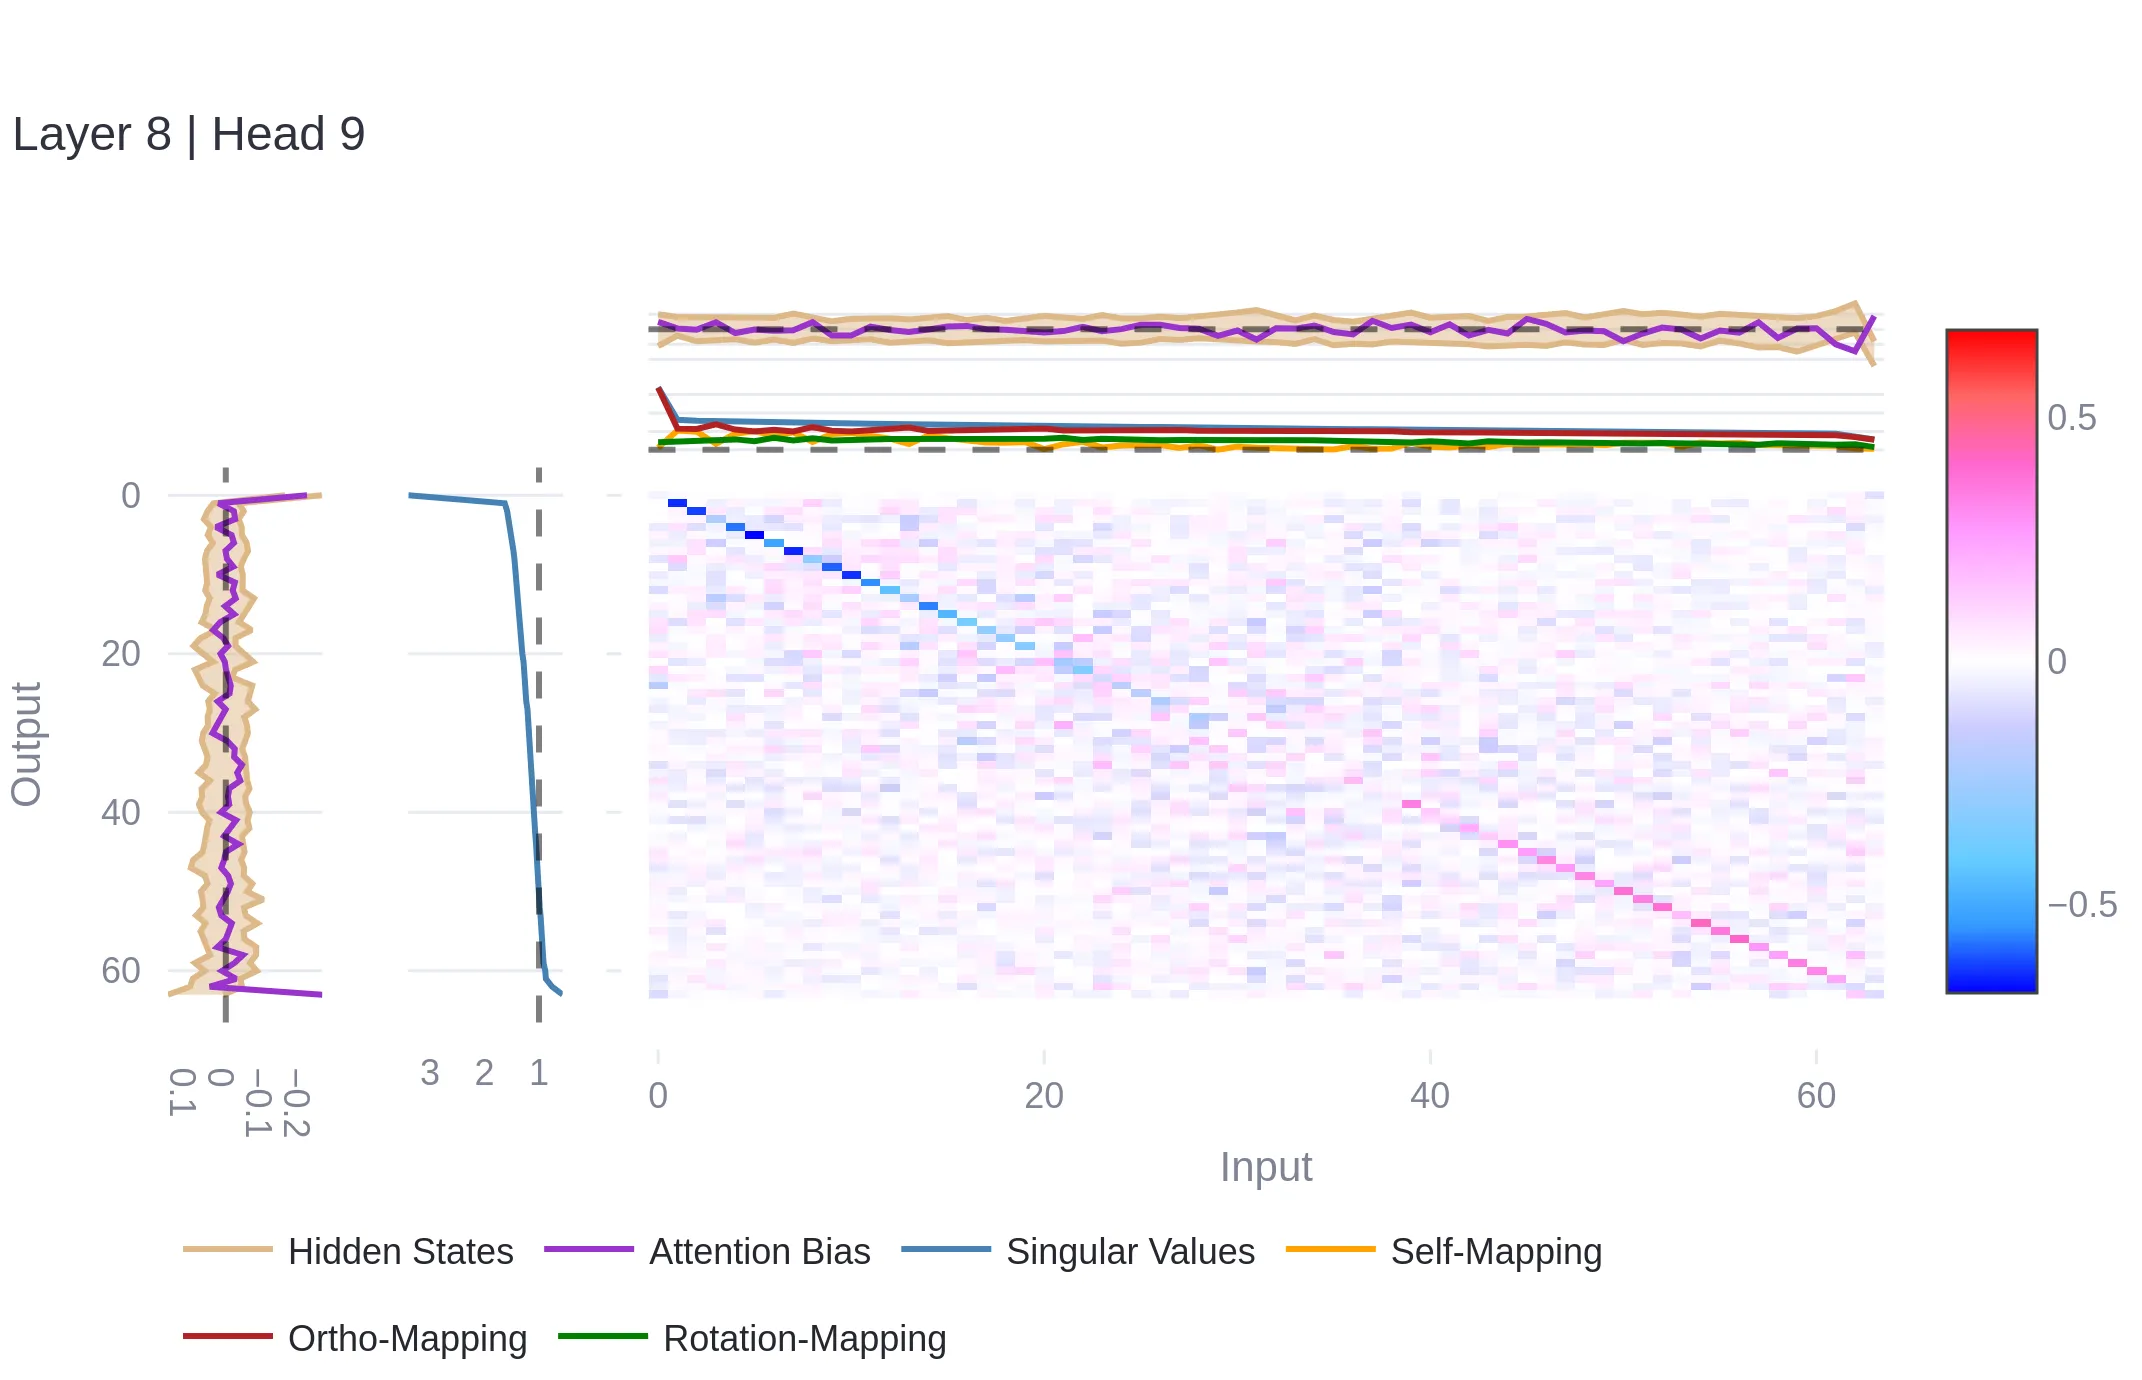 Layer 8 | Head 9
0.5
0
−0.5
0
20
40
60
Output
0.1
0
−0.1
−0.2
3
2
1
0
20
40
60
Input
Hidden States
Attention Bias
Singular Values
Self-Mapping
Ortho-Mapping
Rotation-Mapping